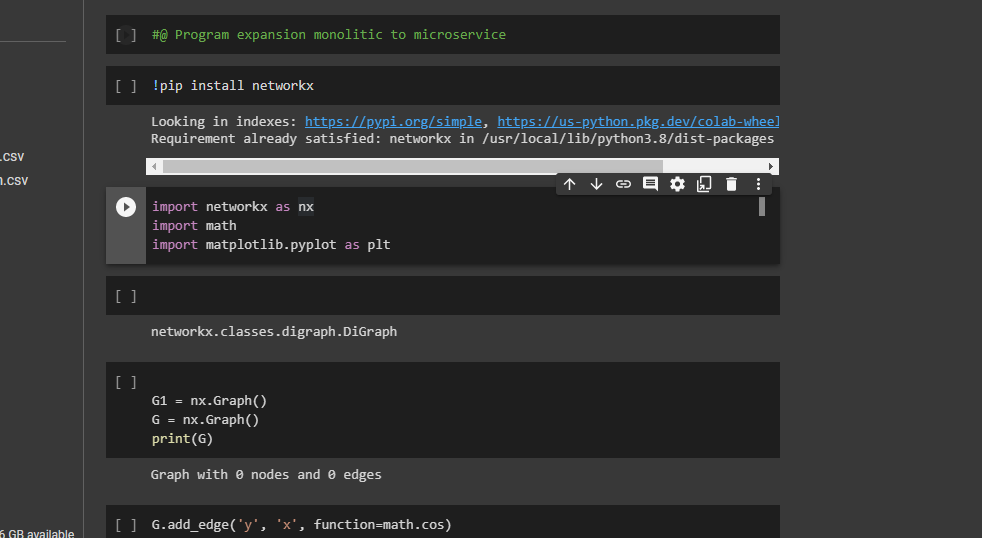 [ ] #@ Program expansion monolitic to microservice
[ ] !pip install networkx
Looking in indexes: https://pypi.org/simple, https://us-python.pkg.dev/colab-wheel
Requirement already satisfied: networkx in /usr/local/lib/python3.8/dist-packages
.csv
n.csv
import networkx as nx
import math
import matplotlib.pyplot as plt
[ ]
networkx.classes.digraph.DiGraph
[ ]
G1 = nx.Graph()
G = nx.Graph()
print(G)
Graph with 0 nodes and 0 edges
[ ] G.add_edge('y', 'x', function=math.cos)
6 GB available